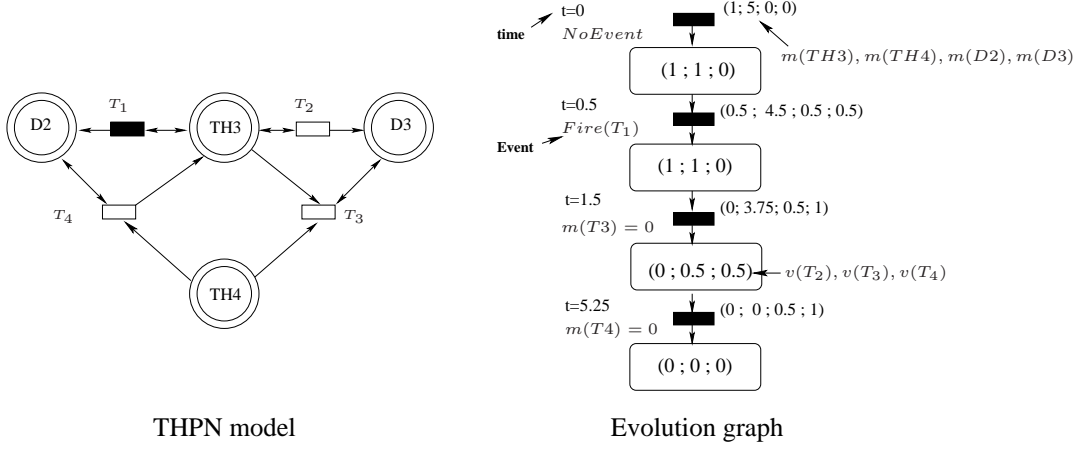 D2
T1
TH3
T2
D3
T4
T3
TH4
THPN model
t=0
time
NoEvent
(1; 5; 0; 0)
m(TH3), m(TH4), m(D2), m(D3)
(1 ; 1 ; 0)
t=0.5
(0.5 ; 4.5 ; 0.5 ; 0.5)
Fire(T1)
Event
(1 ; 1 ; 0)
t=1.5
(0; 3.75; 0.5; 1)
m(T3) = 0
(0 ; 0.5 ; 0.5)
v(T2), v(T3), v(T4)
t=5.25
(0 ; 0 ; 0.5 ; 1)
m(T4) = 0
(0 ; 0 ; 0)
Evolution graph